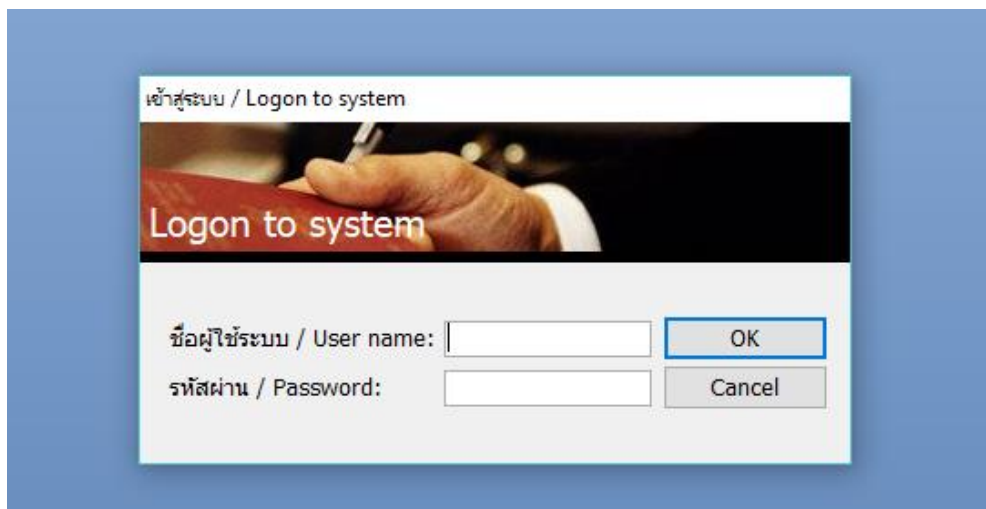 เข้าสู่ระบบ / Logon to system
Logon to system
ชื่อผู้ใช้ระบบ / User name:
OK
รหัสผ่าน / Password:
Cancel